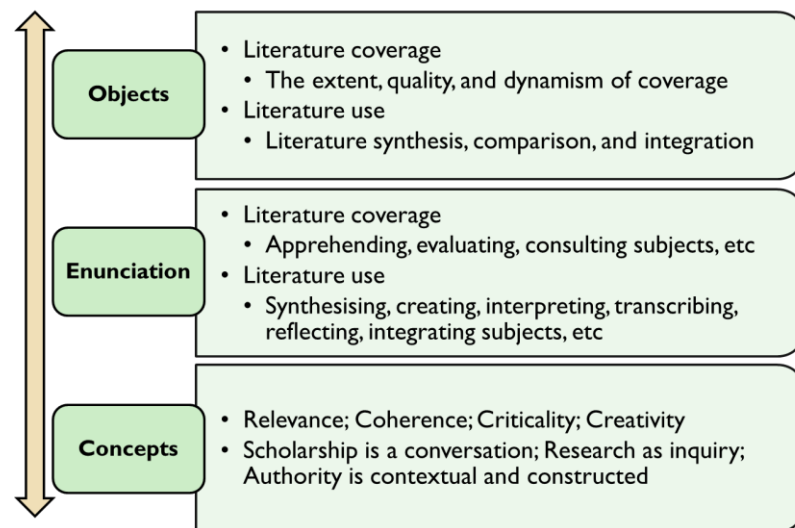 Objects
• Literature coverage
• The extent, quality, and dynamism of coverage
• Literature use
• Literature synthesis, comparison, and integration
Enunciation
• Literature coverage
• Apprehending, evaluating, consulting subjects, etc
• Literature use
• Synthesising, creating, interpreting, transcribing,
reflecting, integrating subjects, etc
Concepts
• Relevance; Coherence; Criticality; Creativity
• Scholarship is a conversation; Research as inquiry;
Authority is contextual and constructed